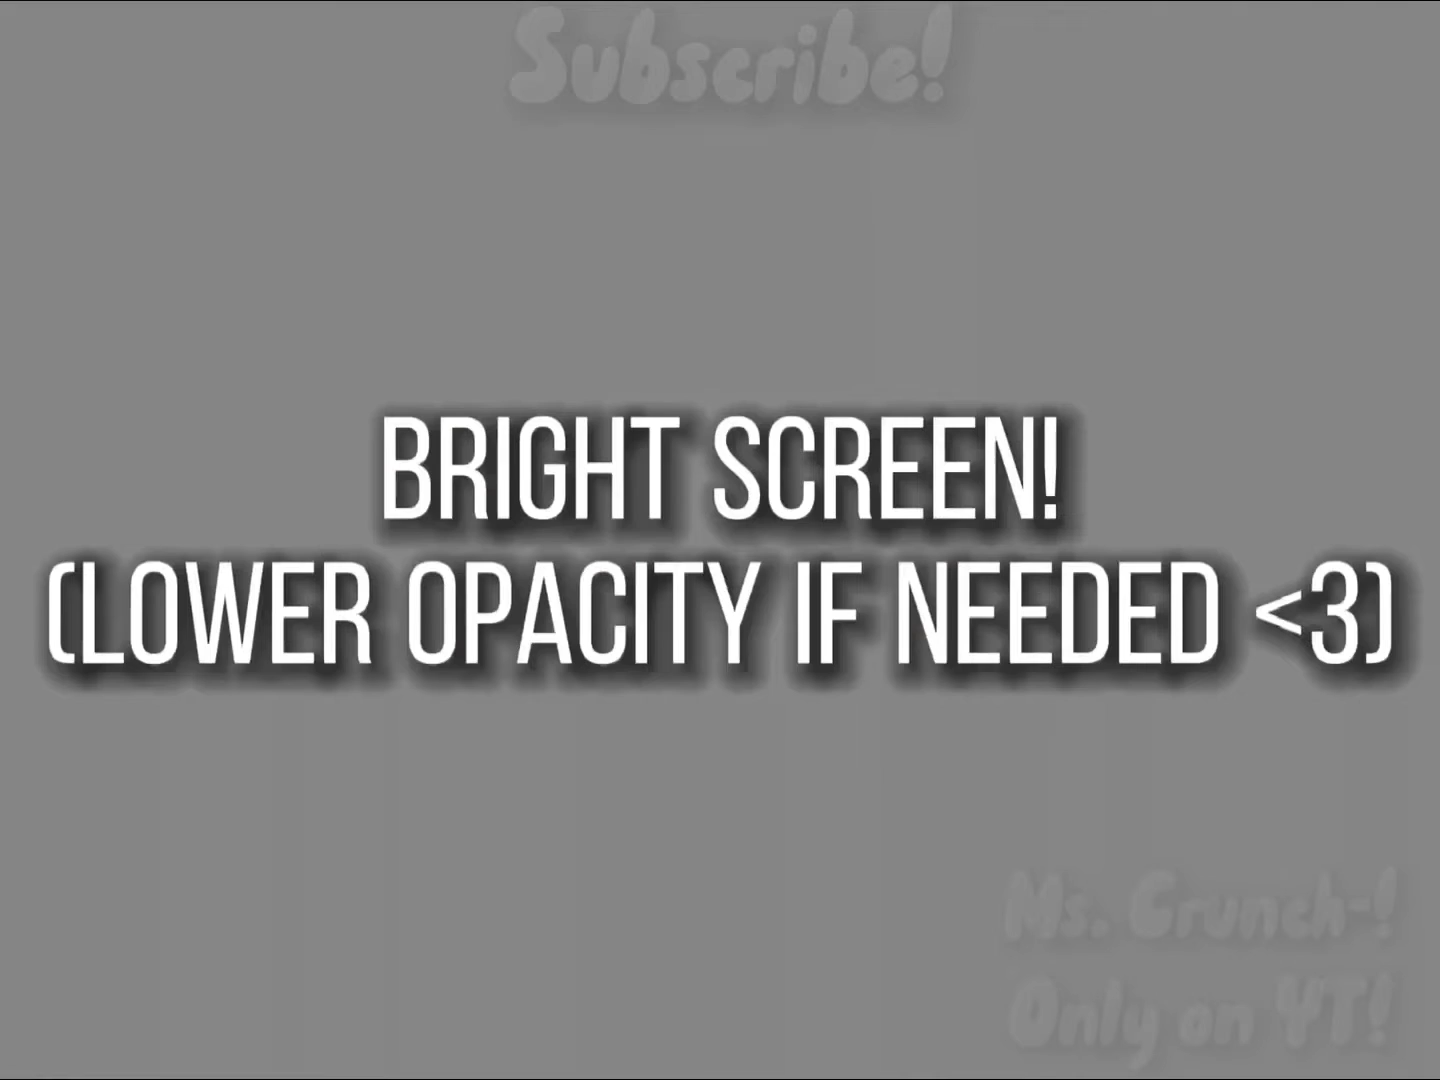 Subscribe!
BRIGHT SCREEN!
(LOWER OPACITY IF NEEDED <3)
Ms. Crunch-!
Only on YT!